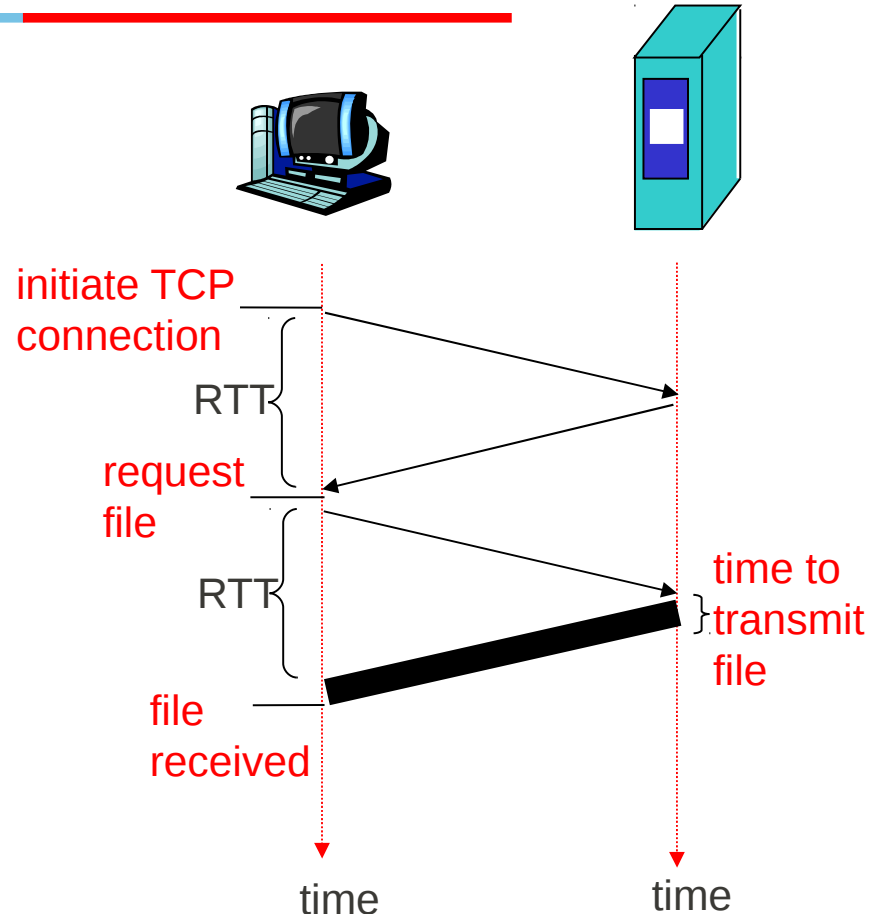 initiate TCP
connection
RTT
request
file
RTT
time to
transmit
file
file
received
time
time